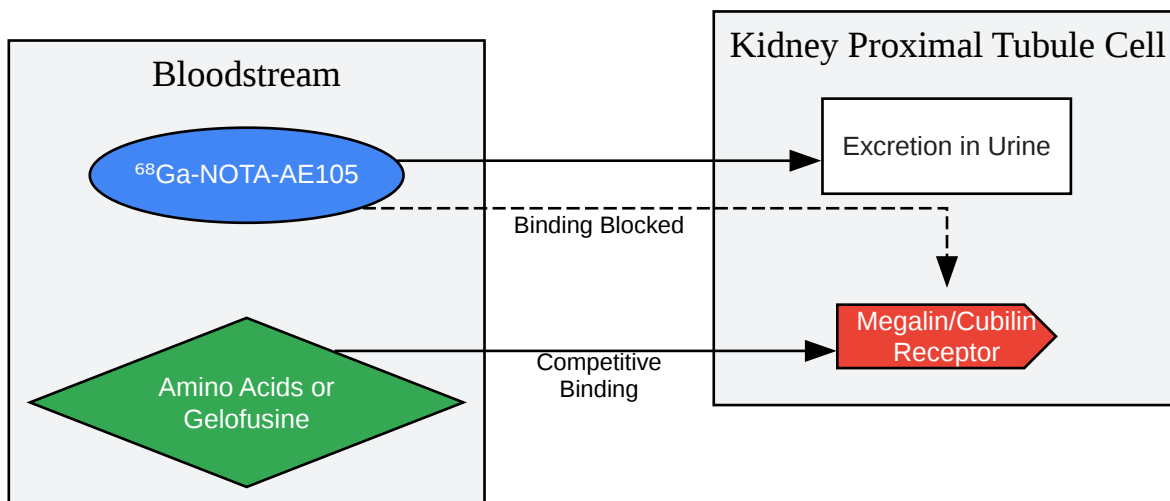 Bloodstream
⁶⁸Ga-NOTA-AE105
Amino Acids or
Gelofusine
Binding Blocked
Competitive
Binding
Kidney Proximal Tubule Cell
Excretion in Urine
Megalin/Cubilin
Receptor